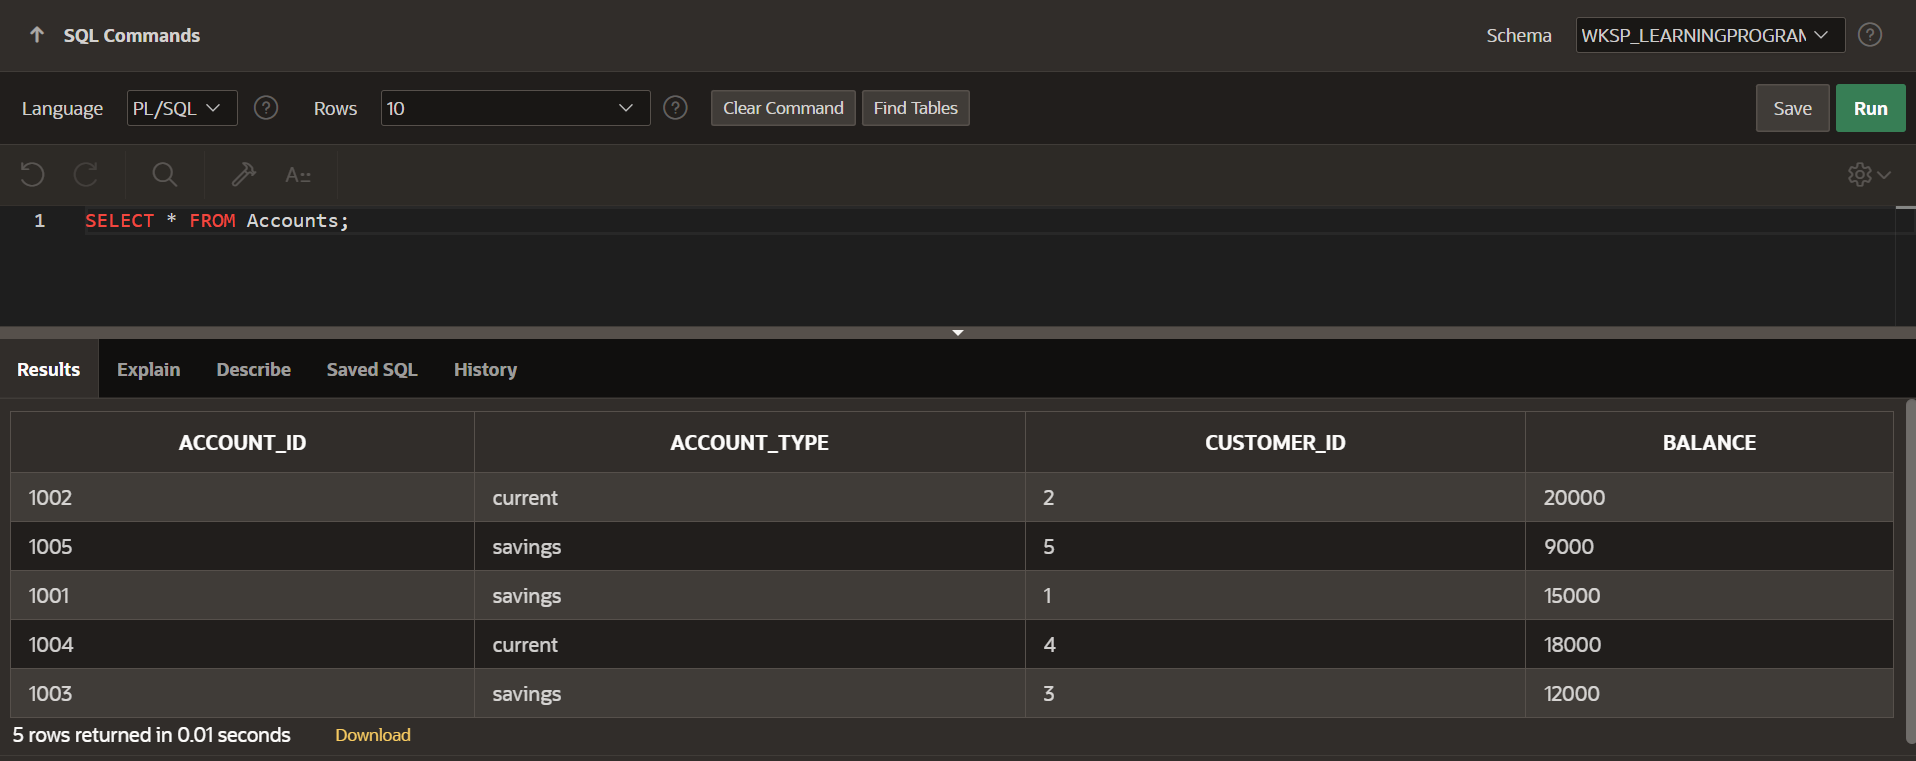 SQL Commands
Schema WKSP_LEARNINGPROGRAM
Language PL/SQL ? Rows 10 ? Clear Command Find Tables Save Run
A
1 SELECT * FROM Accounts;
Results Explain Describe Saved SQL History
ACCOUNT_ID ACCOUNT_TYPE CUSTOMER_ID BALANCE
1002 current 2 20000
1005 savings 5 9000
1001 savings 1 15000
1004 current 4 18000
1003 savings 3 12000
5 rows returned in 0.01 seconds Download